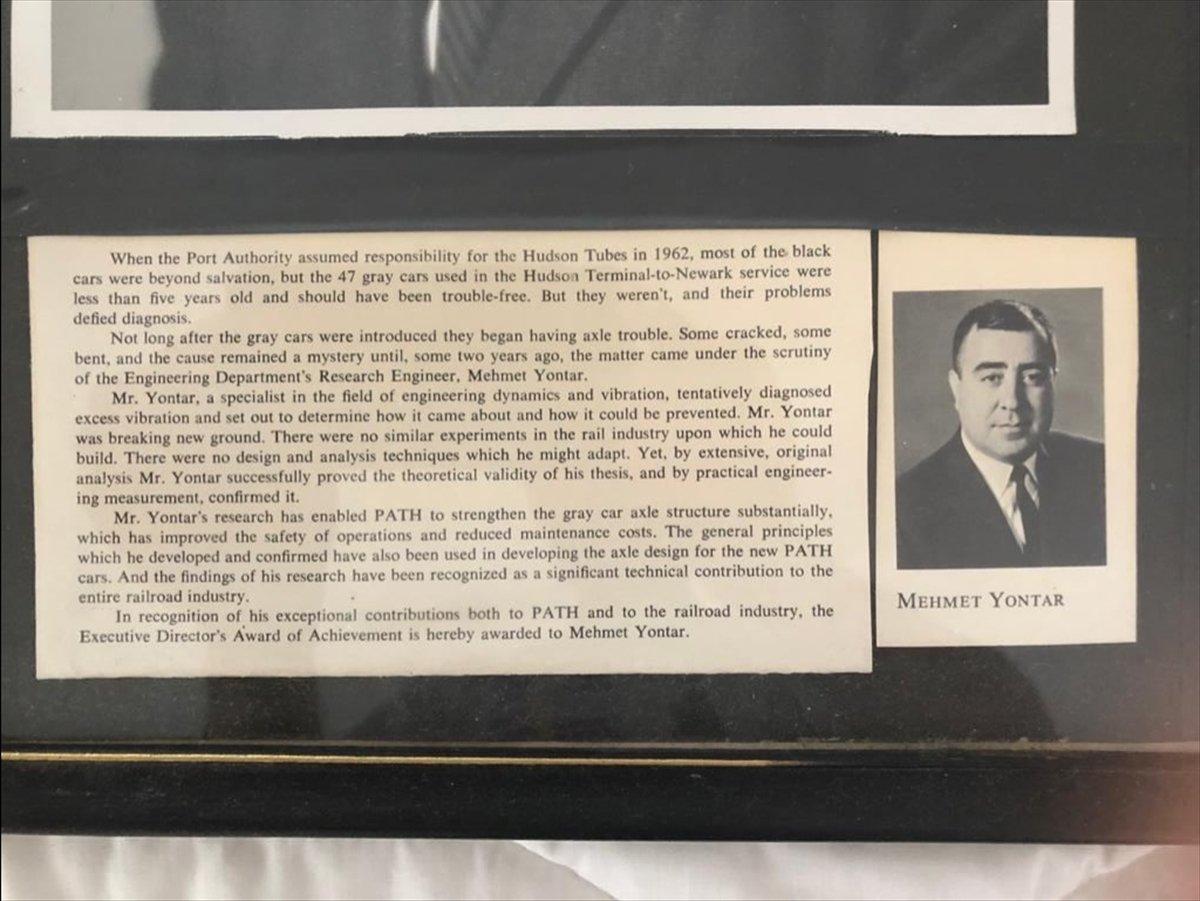 When the Port Authority assumed responsibility for the Hudson Tubes in 1962, most of the black
cars were beyond salvation, but the 47 gray cars used in the Hudson Terminal-to-Newark service were
less than five years old and should have been trouble-free. But they weren't, and their problems
defied diagnosis.
Not long after the gray cars were introduced they began having axle trouble. Some cracked, some
bent, and the cause remained a mystery until, some two years ago, the matter came under the scrutiny
of the Engineering Department's Research Engineer, Mehmet Yontar.
Mr. Yontar, a specialist in the field of engineering dynamics and vibration, tentatively diagnosed
excess vibration and set out to determine how it came about and how it could be prevented. Mr. Yontar
was breaking new ground. There were no similar experiments in the rail industry upon which he could
build. There were no design and analysis techniques which he might adapt. Yet, by extensive, original
analysis Mr. Yontar successfully proved the theoretical validity of his thesis, and by practical engineer-
ing measurement, confirmed it.
Mr. Yontar's research has enabled PATH to strengthen the gray car axle structure substantially,
which has improved the safety of operations and reduced maintenance costs. The general principles
which he developed and confirmed have also been used in developing the axle design for the new PATH
cars. And the findings of his research have been recognized as a significant technical contribution to the
entire railroad industry.
In recognition of his exceptional contributions both to PATH and to the railroad industry, the
Executive Director's Award of Achievement is hereby awarded to Mehmet Yontar.
MEHMET YONTAR